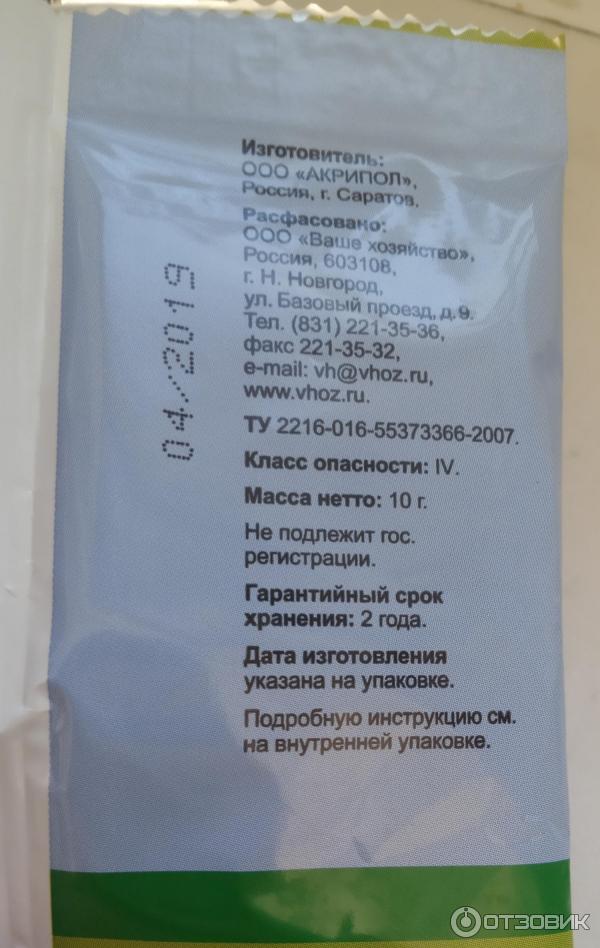 Изготовитель:
ООО «АКРИПОЛ»,
Россия, г. Саратов.
Расфасовано:
ООО «Ваше хозяйство»,
Россия, 603108,
г. Н. Новгород,
ул. Базовый проезд, д.9.
Тел. (831) 221-35-36,
факс 221-35-32,
e-mail: vh@vhoz.ru,
www.vhoz.ru.
ТУ 2216-016-55373366-2007.
Класс опасности: IV.
Масса нетто: 10 г.
Не подлежит гос.
регистрации.
Гарантийный срок
хранения: 2 года.
Дата изготовления
указана на упаковке.
Подробную инструкцию см.
на внутренней упаковке.
04/2019
ОТЗОВИК